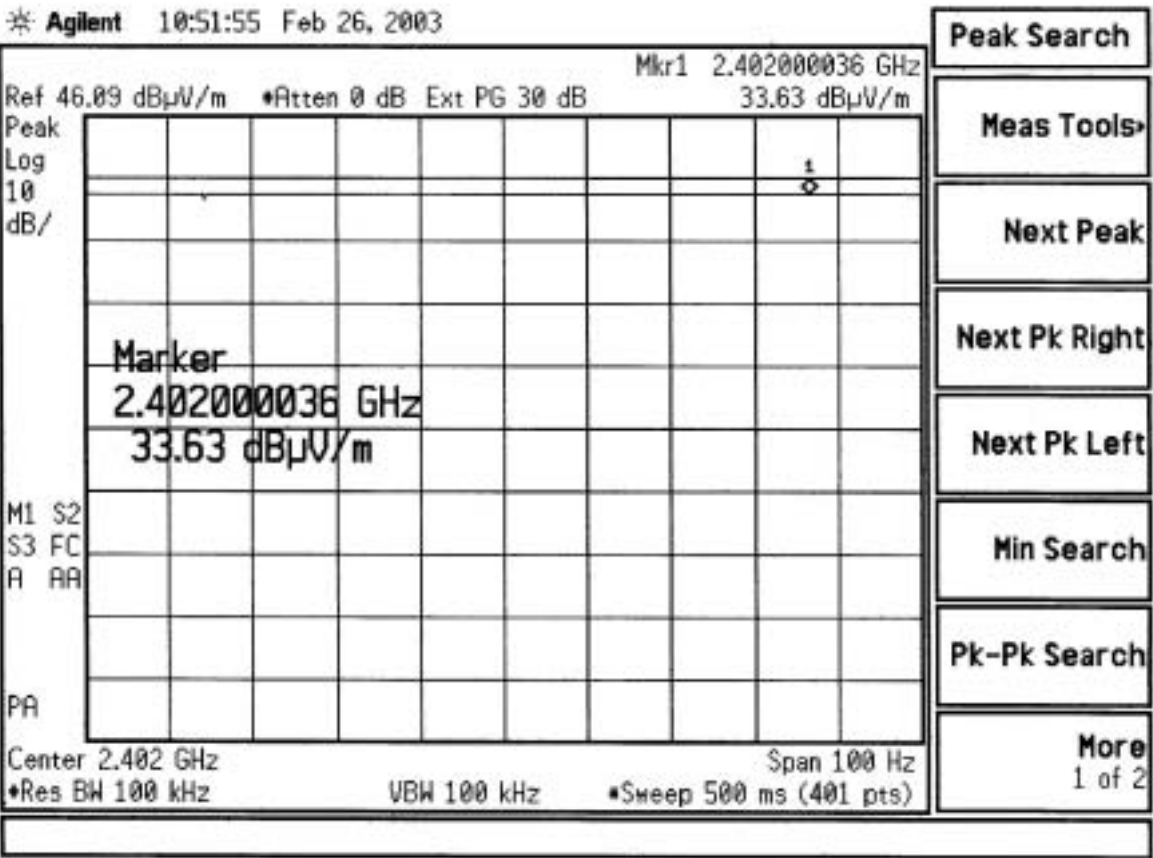 Agilent 10:51:55 Feb 26, 2003
Peak Search
Mkr1 2.402000036 GHz
Ref 46.09 dBµV/m *Atten 0 dB Ext PG 30 dB 33.63 dBµV/m
Peak
Log
10
dB/
1
Meas Tools
Next Peak
Next Pk Right
Marker
2.402000036 GHz
33.63 dBµV/m
Next Pk Left
M1 S2
S3 FC
A AA
Min Search
Pk-Pk Search
PA
More
1 of 2
Center 2.402 GHz Span 100 Hz
*Res BW 100 kHz VBW 100 kHz *Sweep 500 ms (401 pts)